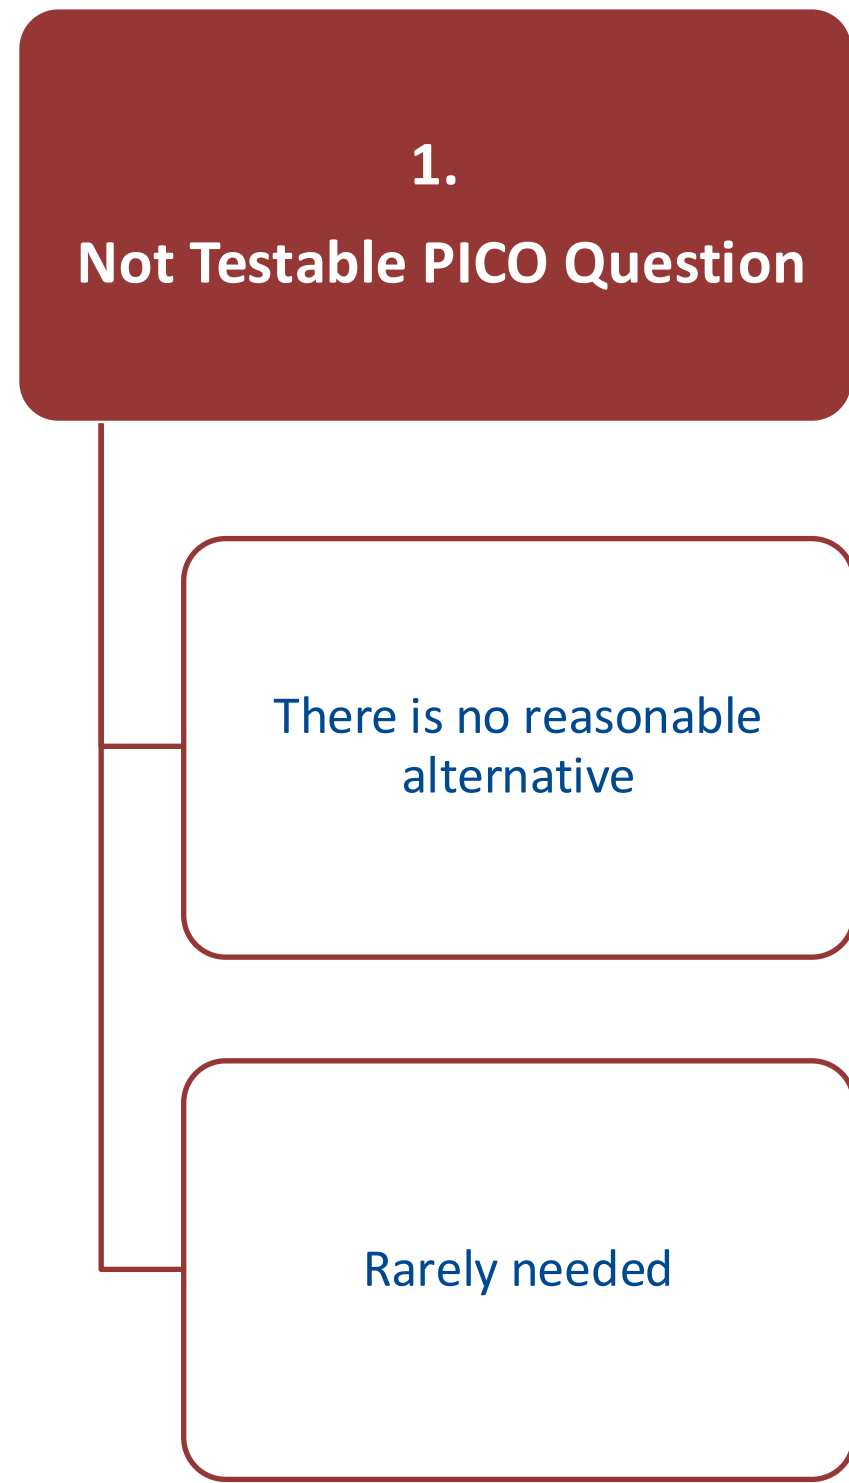 1.
Not Testable PICO Question
There is no reasonable
alternative
Rarely needed